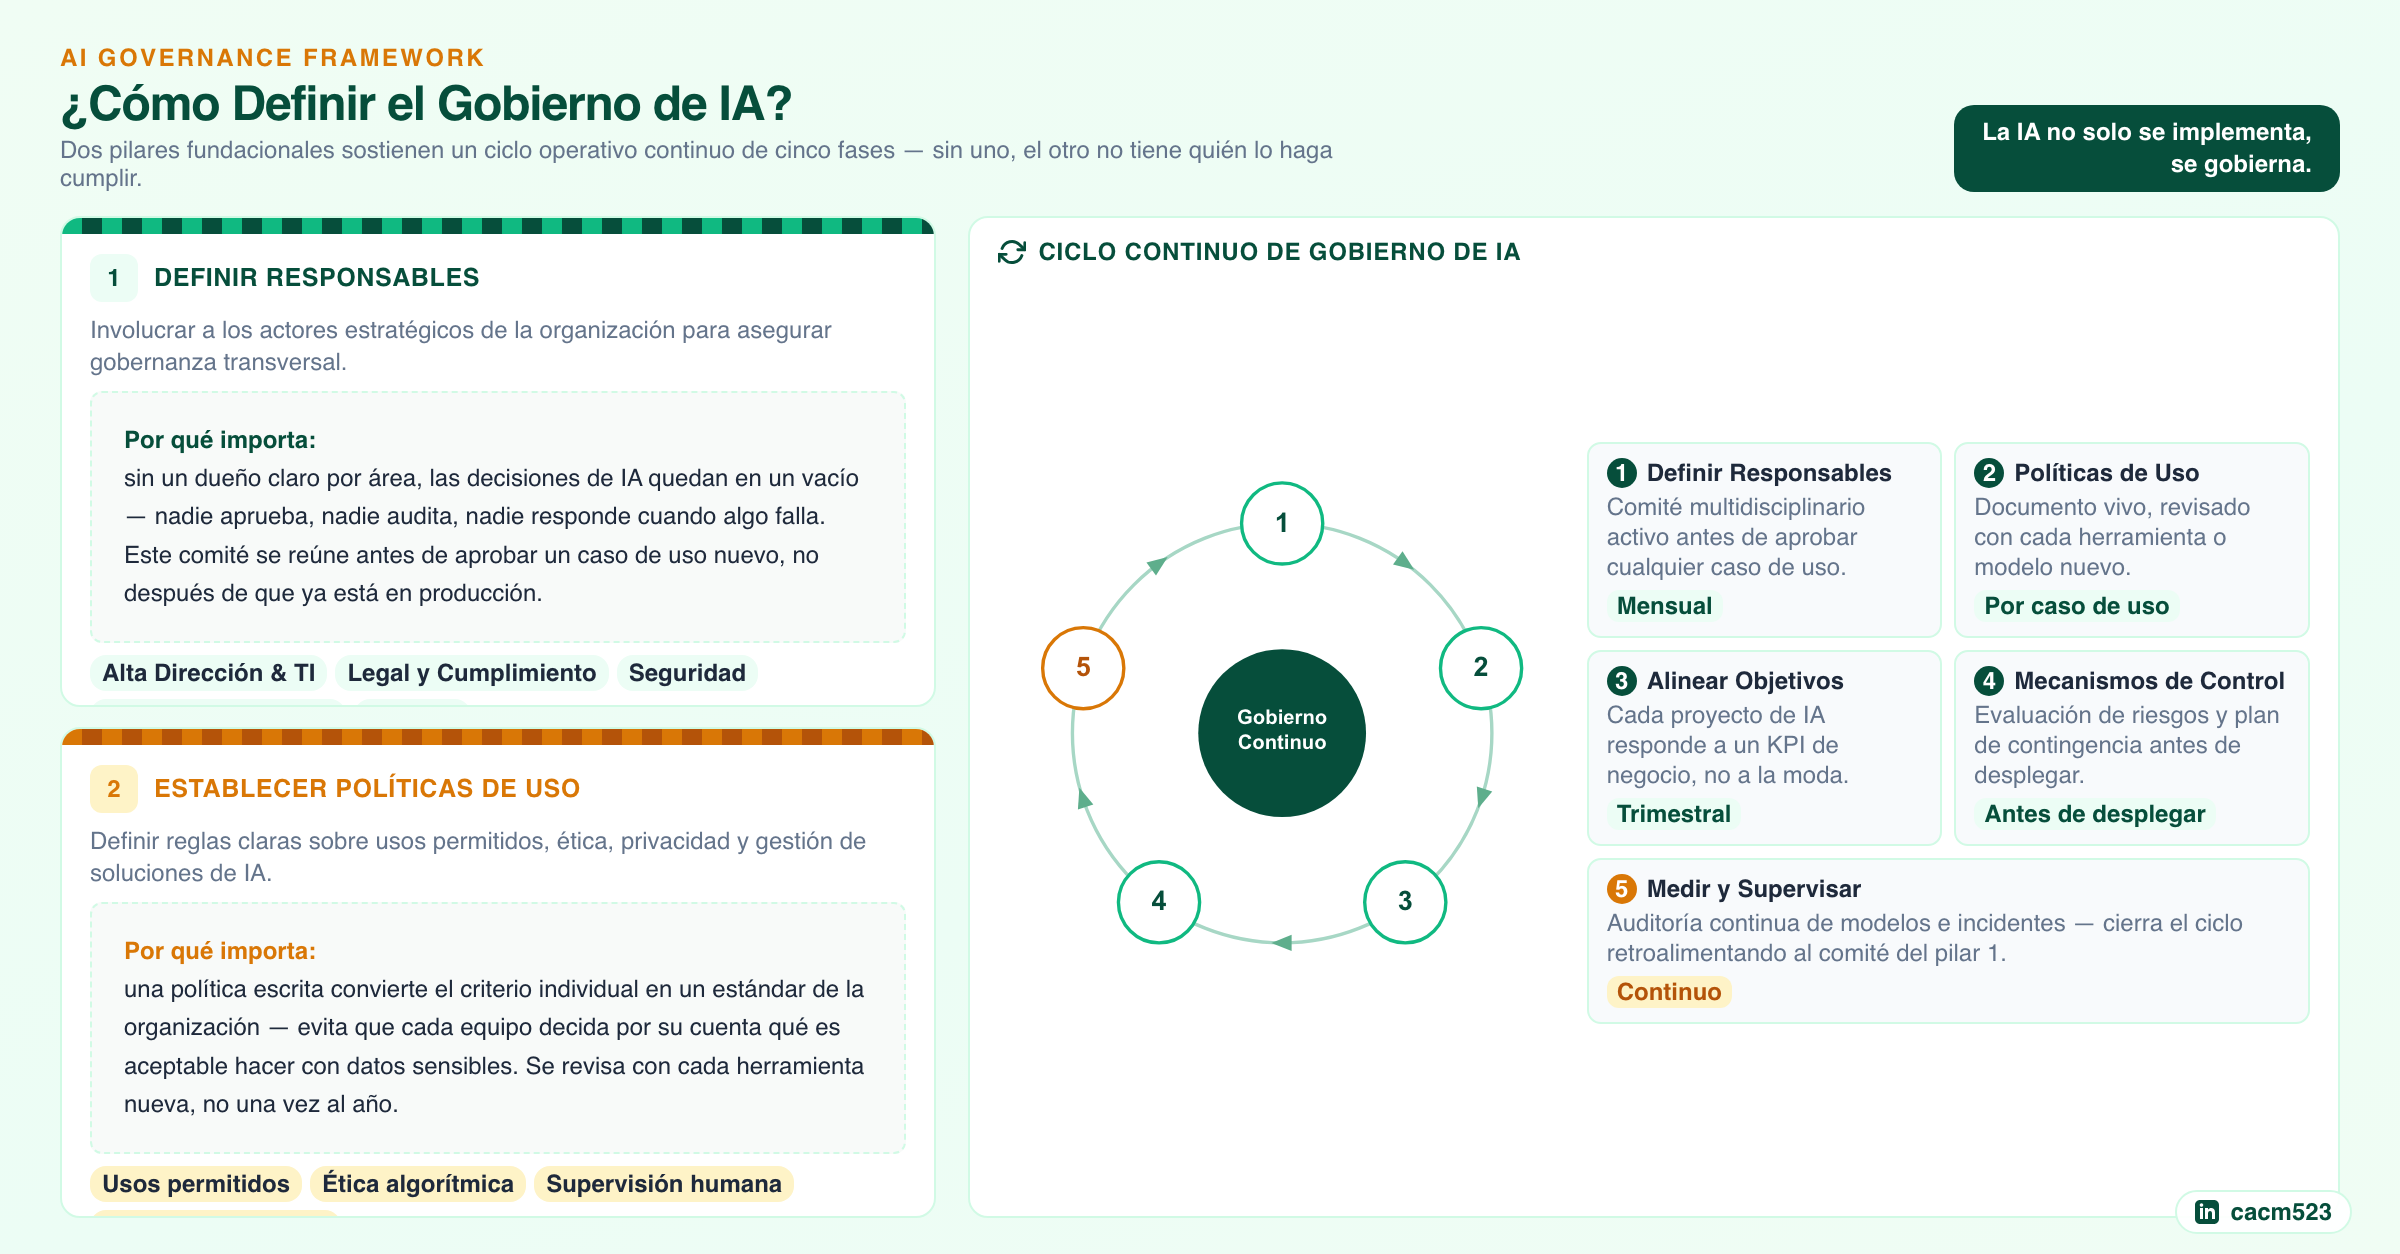 AI GOVERNANCE FRAMEWORK
¿Cómo Definir el Gobierno de IA?
Dos pilares fundacionales sostienen un ciclo operativo continuo de cinco fases — sin uno, el otro no tiene quién lo haga
cumplir.
La IA no solo se implementa,
se gobierna.
1 DEFINIR RESPONSABLES
Involucrar a los actores estratégicos de la organización para asegurar
gobernanza transversal.
Por qué importa:
sin un dueño claro por área, las decisiones de IA quedan en un vacío
— nadie aprueba, nadie audita, nadie responde cuando algo falla.
Este comité se reúne antes de aprobar un caso de uso nuevo, no
después de que ya está en producción.
Alta Dirección & TI Legal y Cumplimiento Seguridad
2 ESTABLECER POLÍTICAS DE USO
Definir reglas claras sobre usos permitidos, ética, privacidad y gestión de
soluciones de IA.
Por qué importa:
una política escrita convierte el criterio individual en un estándar de la
organización — evita que cada equipo decida por su cuenta qué es
aceptable hacer con datos sensibles. Se revisa con cada herramienta
nueva, no una vez al año.
Usos permitidos Ética algorítmica Supervisión humana
CICLO CONTINUO DE GOBIERNO DE IA
1
2
3
4
5
Gobierno
Continuo
1 Definir Responsables
Comité multidisciplinario
activo antes de aprobar
cualquier caso de uso.
Mensual
2 Políticas de Uso
Documento vivo, revisado
con cada herramienta o
modelo nuevo.
Por caso de uso
3 Alinear Objetivos
Cada proyecto de IA
responde a un KPI de
negocio, no a la moda.
Trimestral
4 Mecanismos de Control
Evaluación de riesgos y plan
de contingencia antes de
desplegar.
Antes de desplegar
5 Medir y Supervisar
Auditoría continua de modelos e incidentes — cierra el ciclo
retroalimentando al comité del pilar 1.
Continuo
in cacm523